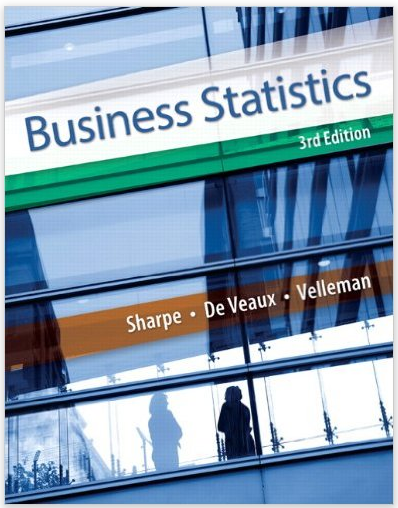 Business Statistics
3rd Edition
Sharpe • De Veaux • Velleman